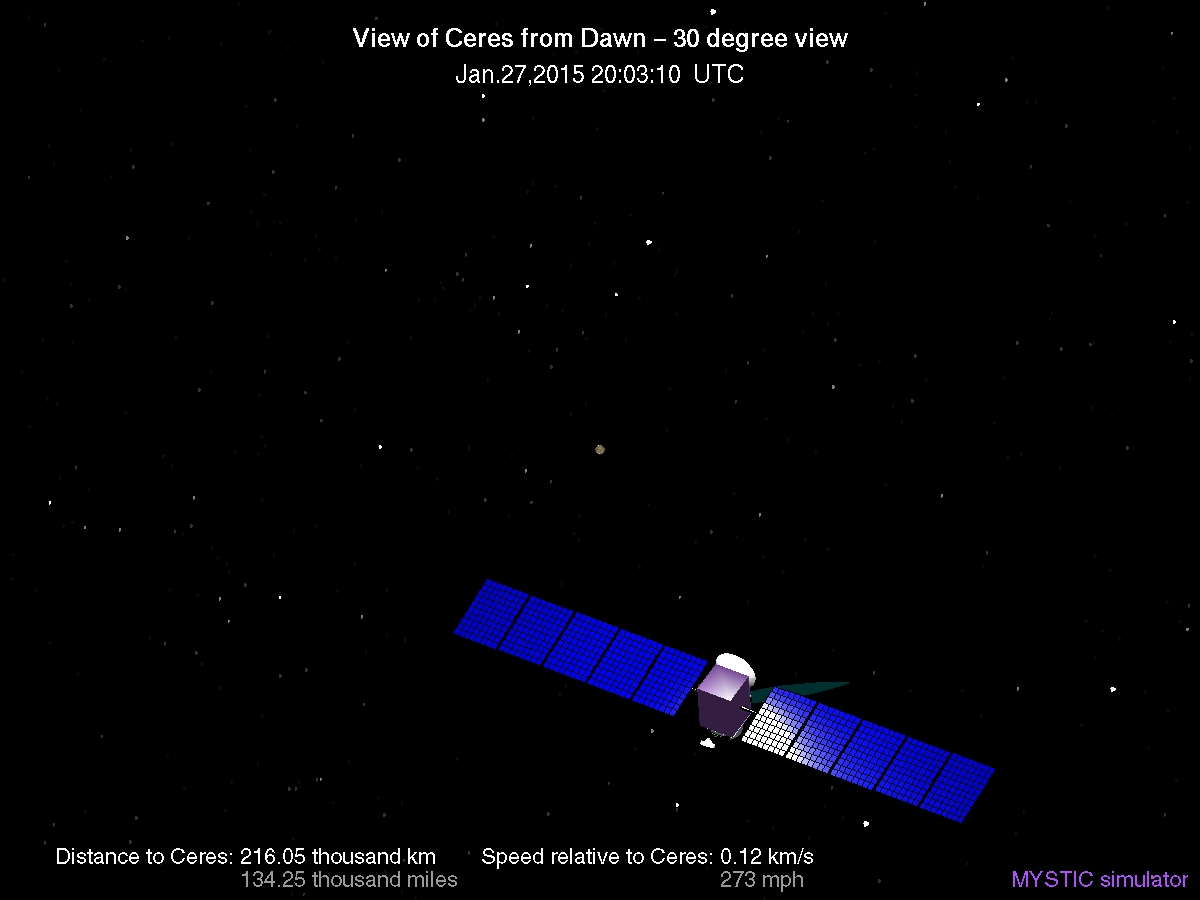 View of Ceres from Dawn – 30 degree view
Jan.27,2015 20:03:10 UTC
Distance to Ceres: 216.05 thousand km Speed relative to Ceres: 0.12 km/s
134.25 thousand miles 273 mph MYSTIC simulator